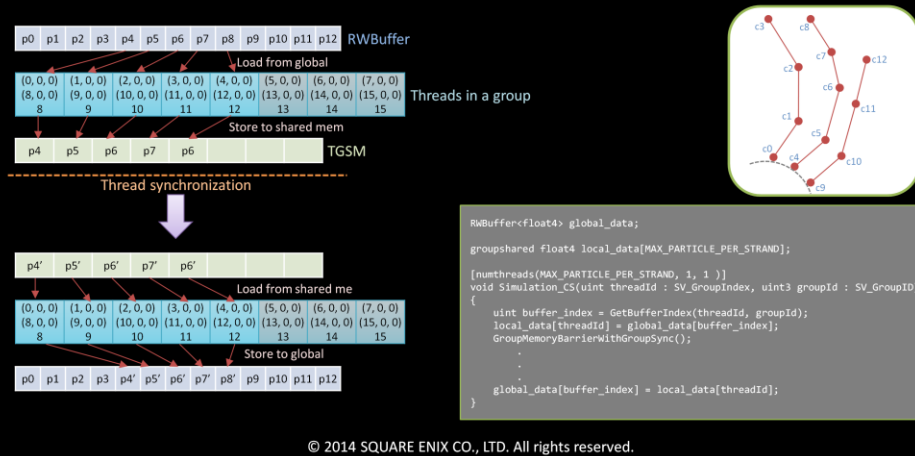 p0 p1 p2 p3 p4 p5 p6 p7 p8 p9 p10 p11 p12 RWBuffer
Load from global
(0, 0, 0) (1, 0, 0) (2, 0, 0) (3, 0, 0) (4, 0, 0) (5, 0, 0) (6, 0, 0) (7, 0, 0)
(8, 0, 0) (9, 0, 0) (10, 0, 0) (11, 0, 0) (12, 0, 0) (13, 0, 0) (14, 0, 0) (15, 0, 0)
8 9 10 11 12 13 14 15
Threads in a group
Store to shared mem
p4 p5 p6 p7 p6 TGSM
Thread synchronization
p4’ p5’ p6’ p7’ p6’
Load from shared me
(0, 0, 0) (1, 0, 0) (2, 0, 0) (3, 0, 0) (4, 0, 0) (5, 0, 0) (6, 0, 0) (7, 0, 0)
(8, 0, 0) (9, 0, 0) (10, 0, 0) (11, 0, 0) (12, 0, 0) (13, 0, 0) (14, 0, 0) (15, 0, 0)
8 9 10 11 12 13 14 15
Store to global
p0 p1 p2 p3 p4’ p5’ p6’ p7’ p8’ p9 p10 p11 p12
c3 c8
c7
c2 c12
c6
c11
c1
c5
c0 c4 c10
c9
RWBuffer<float4> global_data;
groupshared float4 local_data[MAX_PARTICLE_PER_STRAND];
[numthreads(MAX_PARTICLE_PER_STRAND, 1, 1 )]
void Simulation_CS(uint threadId : SV_GroupIndex, uint3 groupId : SV_GroupID
{
uint buffer_index = GetBufferIndex(threadId, groupId);
local_data[threadId] = global_data[buffer_index];
GroupMemoryBarrierWithGroupSync();
.
.
.
global_data[buffer_index] = local_data[threadId];
}
© 2014 SQUARE ENIX CO., LTD. All rights reserved.